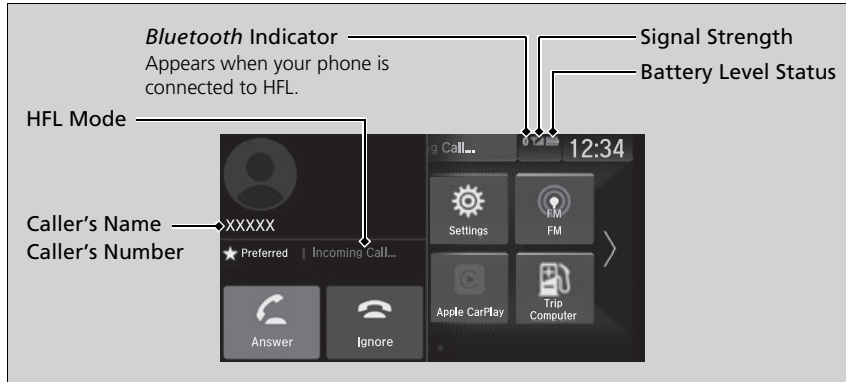 Bluetooth Indicator
Appears when your phone is
connected to HFL.
Signal Strength
Battery Level Status
HFL Mode
Caller's Name
Caller's Number
g Call...
12:34
XXXXX
Preferred | Incoming Call...
Answer
Ignore
Settings
FM
FM
Apple CarPlay
Trip
Computer